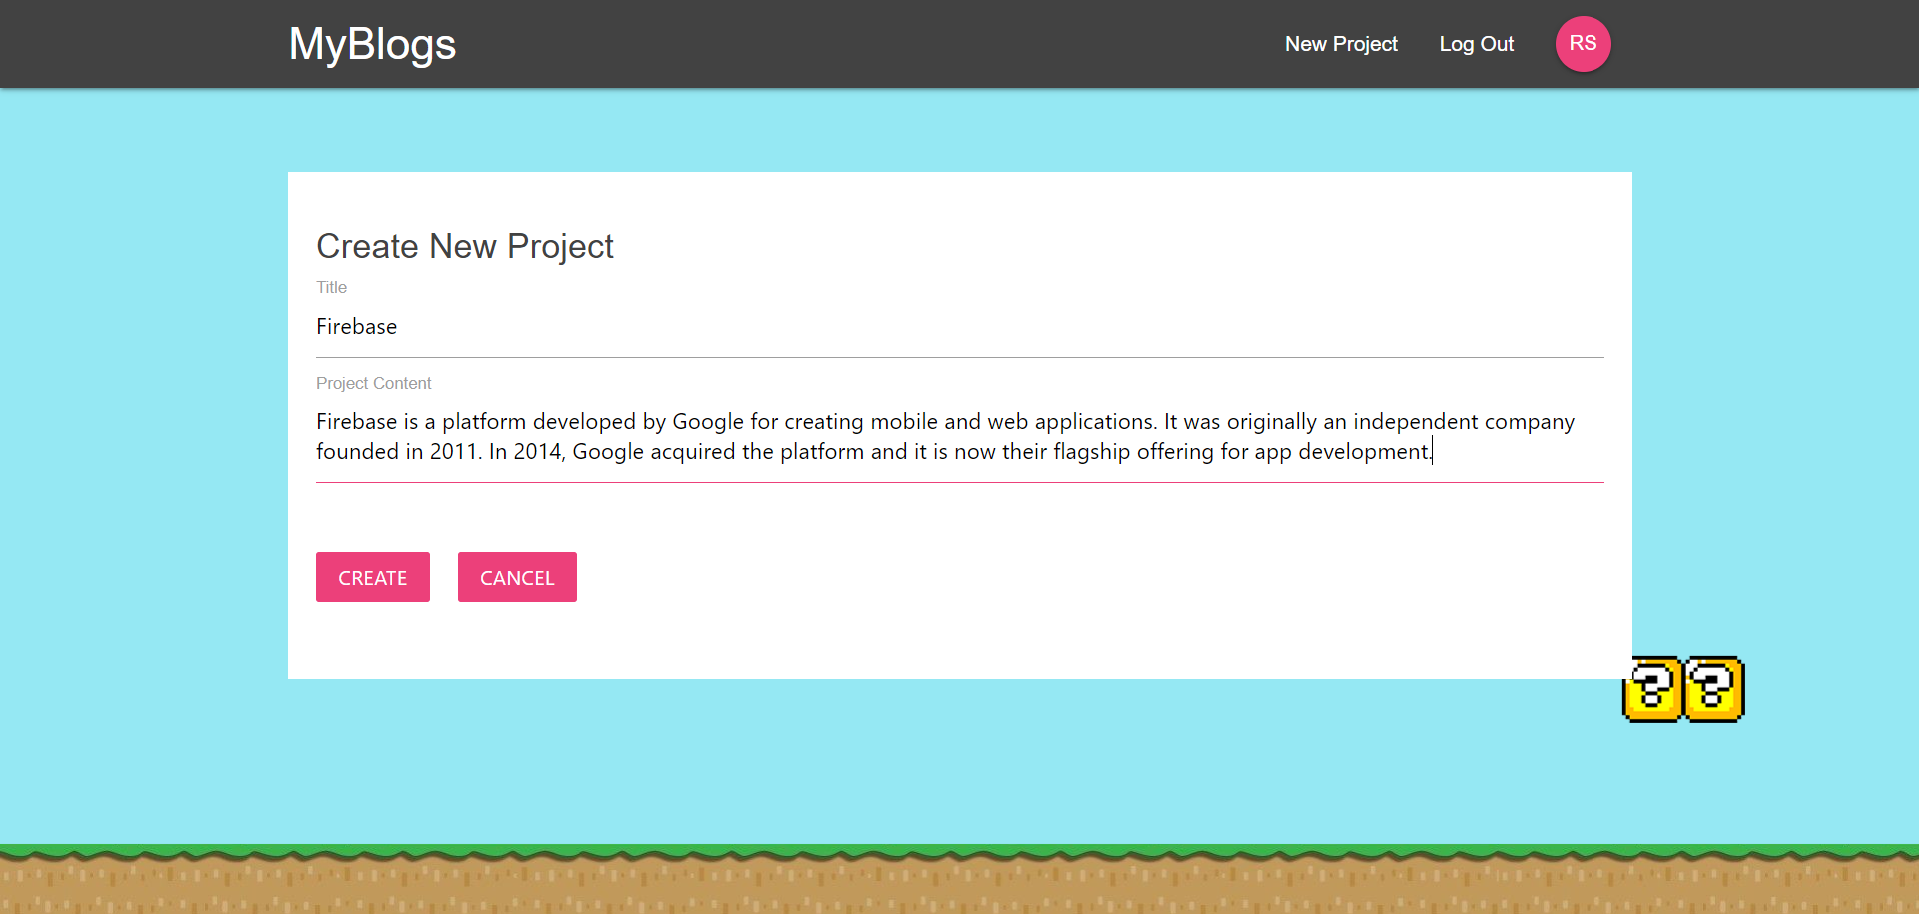 MyBlogs
New Project
Log Out
RS
Create New Project
Title
Firebase
Project Content
Firebase is a platform developed by Google for creating mobile and web applications. It was originally an independent company
founded in 2011. In 2014, Google acquired the platform and it is now their flagship offering for app development.
CREATE
CANCEL
? ?